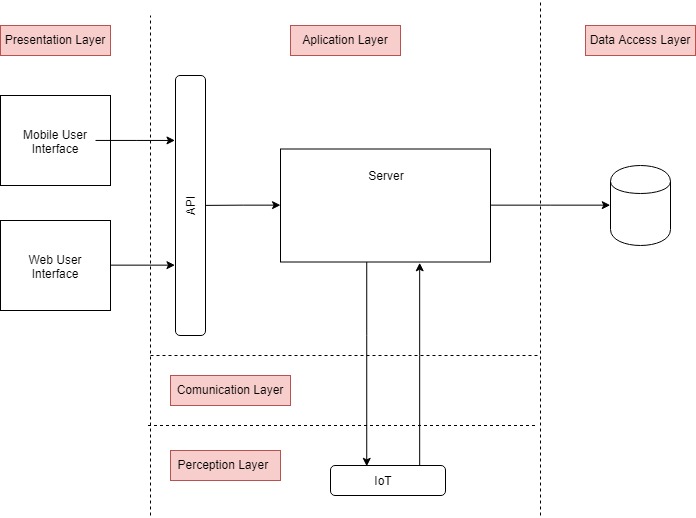 Presentation Layer
Aplication Layer
Data Access Layer
Mobile User
Interface
Web User
Interface
API
Server
Comunication Layer
Perception Layer
IoT